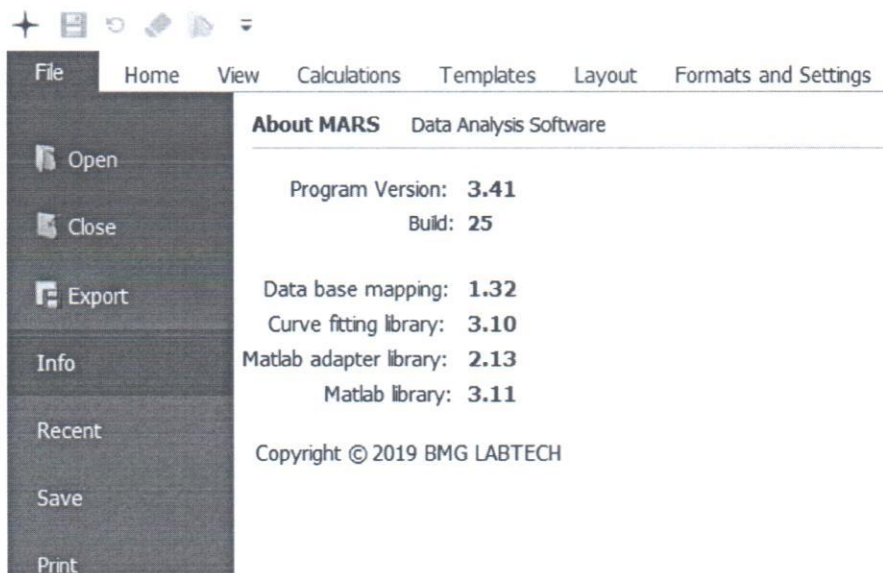 File Home View Calculations Templates Layout Formats and Settings
About MARS Data Analysis Software
Open
Close
Export
Info
Recent
Save
Print
Program Version: 3.41
Build: 25
Data base mapping: 1.32
Curve fitting library: 3.10
Matlab adapter library: 2.13
Matlab library: 3.11
Copyright © 2019 BMG LABTECH